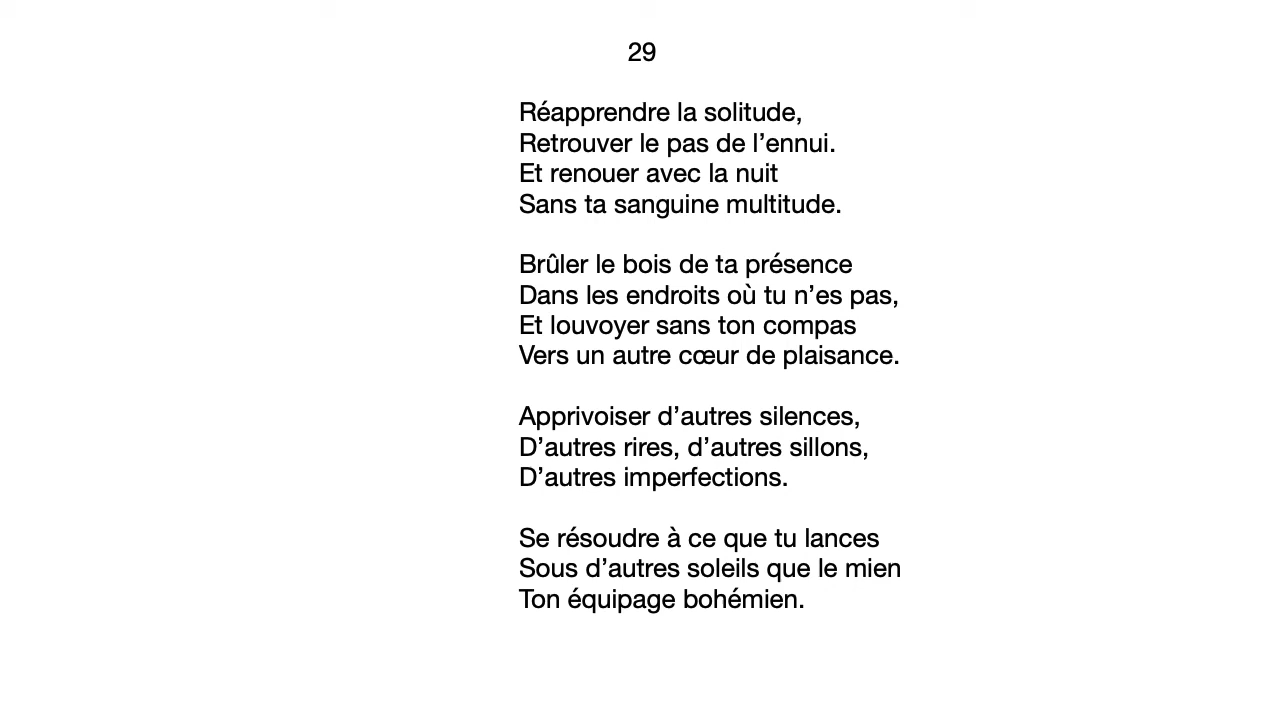 29
Réapprendre la solitude,
Retrouver le pas de l’ennui.
Et renouer avec la nuit
Sans ta sanguine multitude.
Brûler le bois de ta présence
Dans les endroits où tu n’es pas,
Et louvoyer sans ton compas
Vers un autre cœur de plaisance.
Apprivoiser d’autres silences,
D’autres rires, d’autres sillons,
D’autres imperfections.
Se résoudre à ce que tu lances
Sous d’autres soleils que le mien
Ton équipage bohémien.